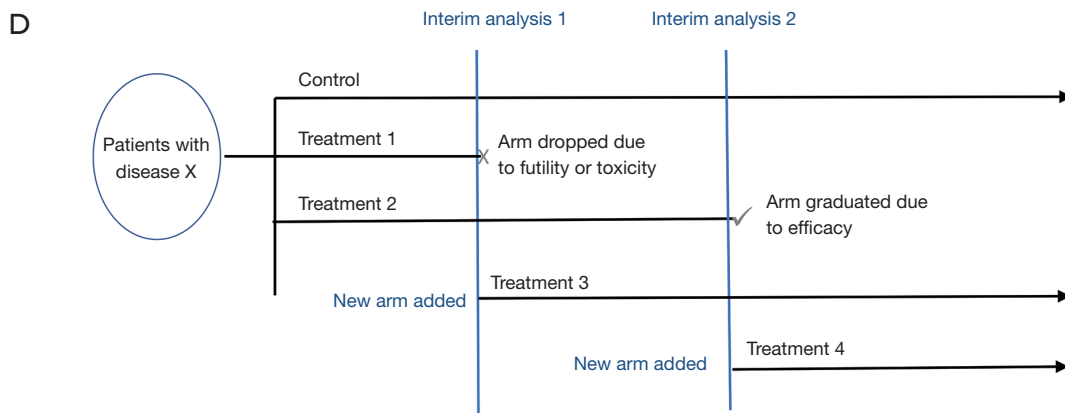 D
Interim analysis 1
Interim analysis 2
Control
Patients with
disease X
Treatment 1
X
Arm dropped due
to futility or toxicity
Treatment 2
✓
Arm graduated due
to efficacy
New arm added
Treatment 3
New arm added
Treatment 4